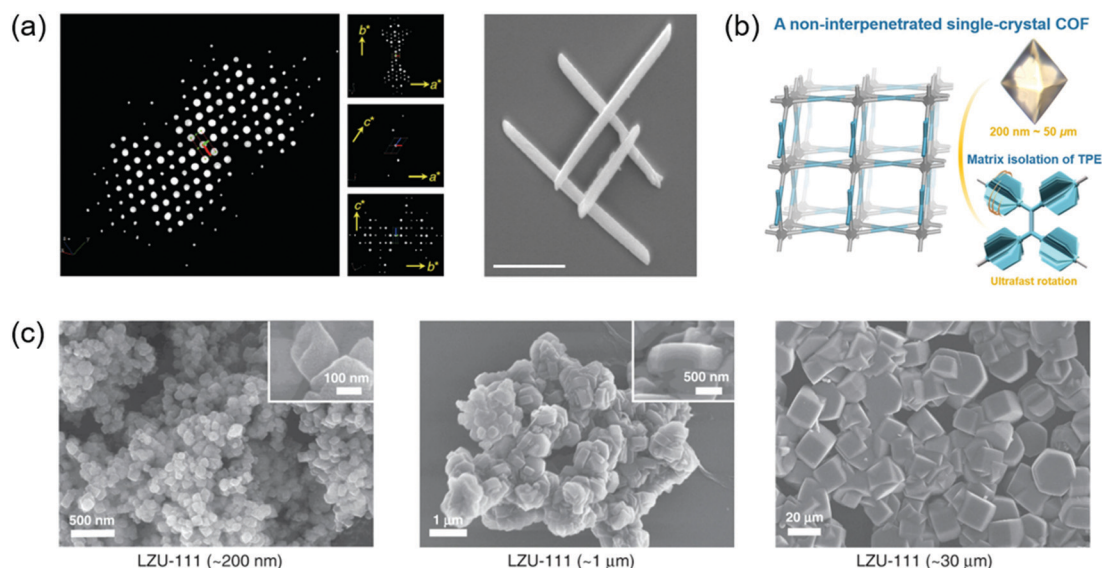 (a)
b*
a*
c*
a*
c*
b*
(b)
A non-interpenetrated single-crystal COF
200 nm ~ 50 µm
Matrix isolation of TPE
Ultrafast rotation
(c)
100 nm
500 nm
LZU-111 (~200 nm)
500 nm
1 µm
LZU-111 (~1 µm)
20 µm
LZU-111 (~30 µm)